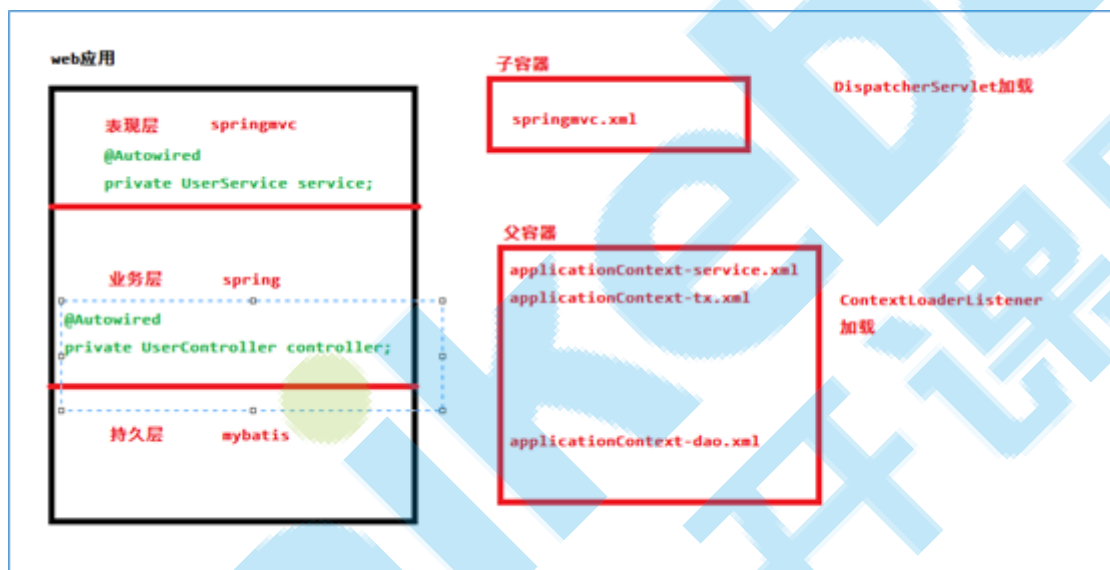 web应用
表现层 springmvc
@Autowired
private UserService service;
业务层 spring
@Autowired
private UserController controller;
持久层 mybatis
子容器
springmvc.xml
DispatcherServlet加载
父容器
applicationContext-service.xml
applicationContext-tx.xml
applicationContext-dao.xml
ContextLoaderListener
加载